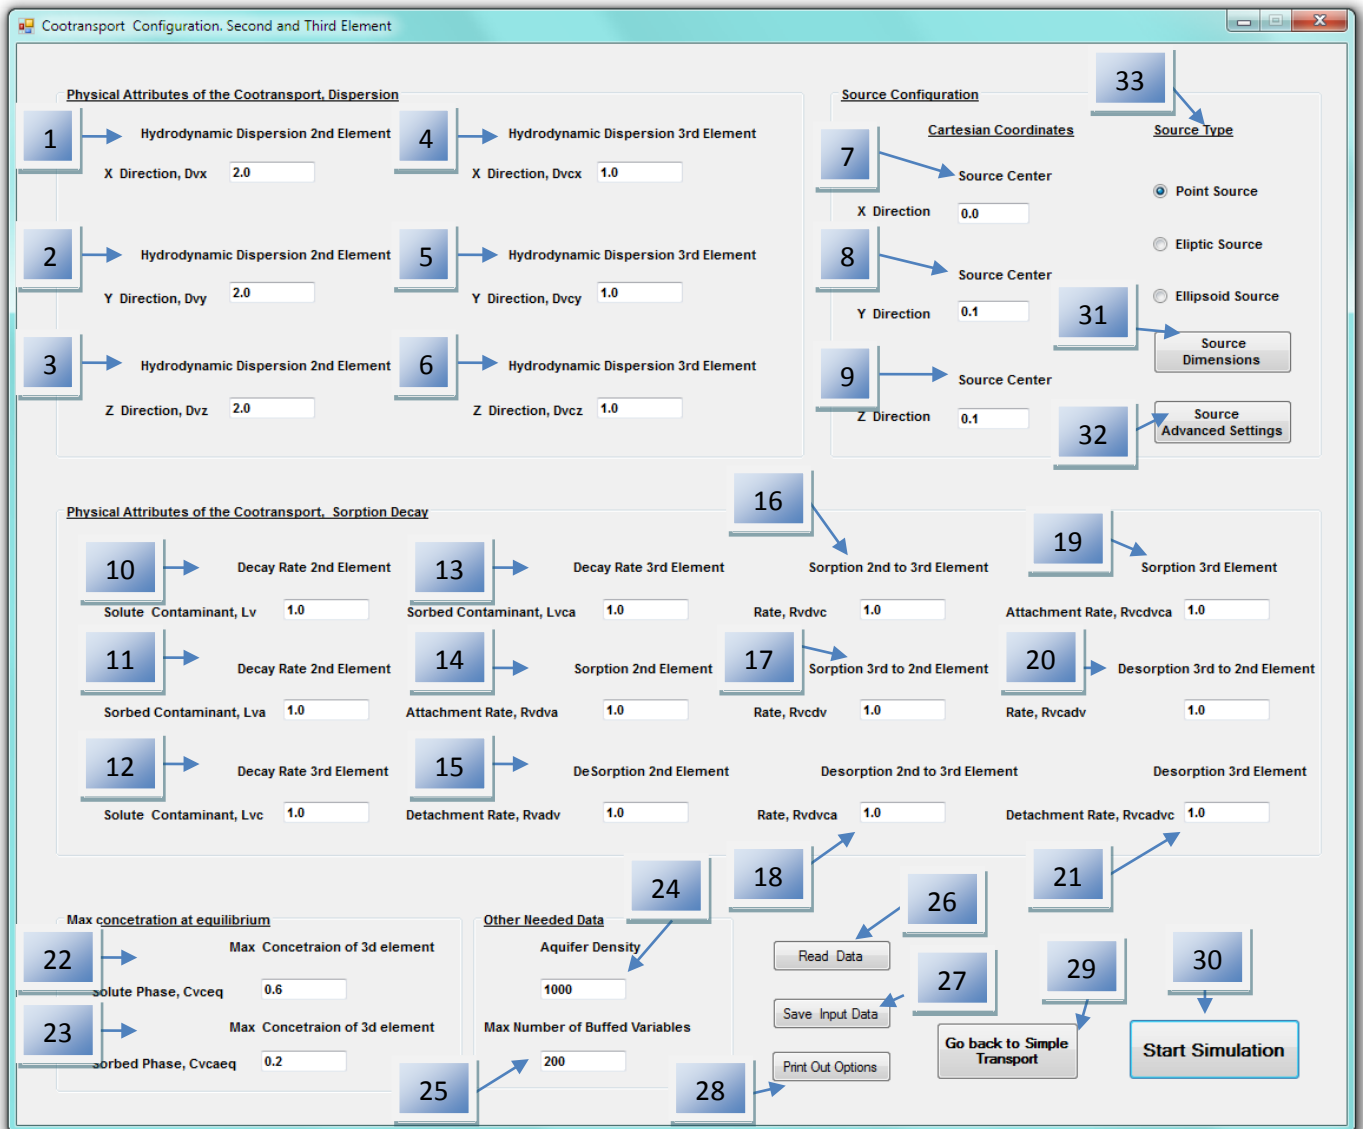 Cootransport  Configuration. Second and Third Element
33
Physical Attributes of the Cootransport, Dispersion
Source Configuration
1
Hydrodynamic Dispersion 2nd Element
4
Hydrodynamic Dispersion 3rd Element
Cartesian Coordinates
Source Type
X  Direction, Dvx
2.0
X  Direction, Dvcx
1.0
7
Source Center
Point Source
X  Direction
0.0
2
Hydrodynamic Dispersion 2nd Element
5
Hydrodynamic Dispersion 3rd Element
8
Source Center
Eliptic Source
Y  Direction, Dvy
2.0
Y  Direction, Dvcy
1.0
Y  Direction
0.1
Ellipsoid Source
31
Source
Dimensions
3
Hydrodynamic Dispersion 2nd Element
6
Hydrodynamic Dispersion 3rd Element
9
Source Center
Z  Direction, Dvz
2.0
Z  Direction, Dvcz
1.0
Z  Direction
0.1
32
Source
Advanced Settings
Physical Attributes of the Cootransport,  Sorption Decay
16
10
Decay Rate 2nd Element
13
Decay Rate 3rd Element
Sorption 2nd to 3rd Element
19
Sorption 3rd Element
Solute  Contaminant, Lv
1.0
Sorbed Contaminant, Lvca
1.0
Rate, Rvdvc
1.0
Attachment Rate, Rvcdvca
1.0
11
Decay Rate 2nd Element
14
Sorption 2nd Element
17
Sorption 3rd to 2nd Element
20
Desorption 3rd to 2nd Element
Sorbed Contaminant, Lva
1.0
Attachment Rate, Rvdva
1.0
Rate, Rvcdv
1.0
Rate, Rvcadv
1.0
12
Decay Rate 3rd Element
15
DeSorption 2nd Element
Desorption 2nd to 3rd Element
Desorption 3rd Element
Solute  Contaminant, Lvc
1.0
Detachment Rate, Rvadv
1.0
Rate, Rvdvca
1.0
Detachment Rate, Rvcadvc
1.0
18
21
24
Max concetration at equilibrium
Other Needed Data
26
22
Max  Concetraion of 3d element
Aquifer Density
Read  Data
Solute Phase, Cvceq
0.6
1000
27
29
30
23
Max  Concetraion of 3d element
Max Number of Buffed Variables
Save  Input Data
Sorbed Phase, Cvcaeq
0.2
200
Go back to Simple
Transport
Start Simulation
25
28
Print Out Options